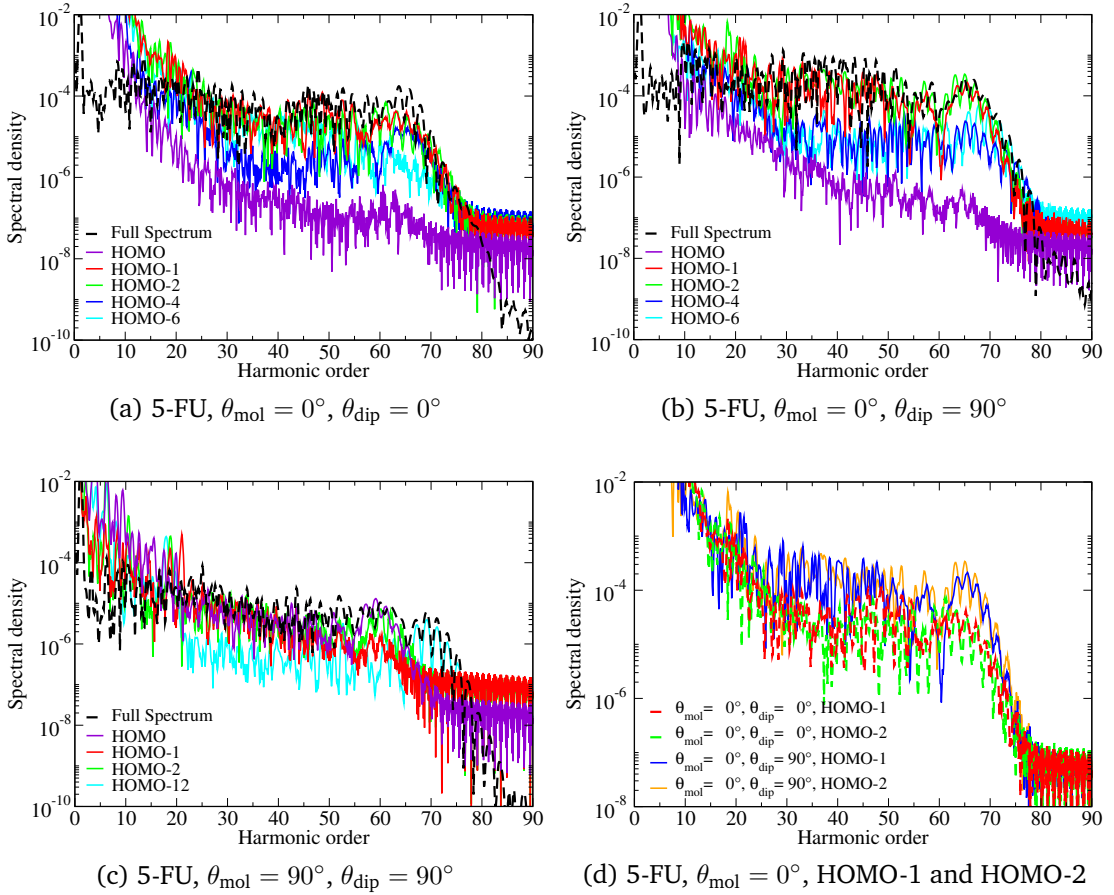 10^-2
10^-4
10^-6
10^-8
10^-10
Spectral density
Full Spectrum
HOMO
HOMO-1
HOMO-2
HOMO-4
HOMO-6
0 10 20 30 40 50 60 70 80 90
Harmonic order
(a) 5-FU, θmol = 0°, θdip = 0°
10^-2
10^-4
10^-6
10^-8
10^-10
Spectral density
Full Spectrum
HOMO
HOMO-1
HOMO-2
HOMO-4
HOMO-6
0 10 20 30 40 50 60 70 80 90
Harmonic order
(b) 5-FU, θmol = 0°, θdip = 90°
10^-2
10^-4
10^-6
10^-8
10^-10
Spectral density
Full Spectrum
HOMO
HOMO-1
HOMO-2
HOMO-12
0 10 20 30 40 50 60 70 80 90
Harmonic order
(c) 5-FU, θmol = 90°, θdip = 90°
10^-2
10^-4
10^-6
10^-8
Spectral density
θmol= 0°, θdip= 0°, HOMO-1
θmol= 0°, θdip= 0°, HOMO-2
θmol= 0°, θdip= 90°, HOMO-1
θmol= 0°, θdip= 90°, HOMO-2
0 10 20 30 40 50 60 70 80 90
Harmonic order
(d) 5-FU, θmol = 0°, HOMO-1 and HOMO-2